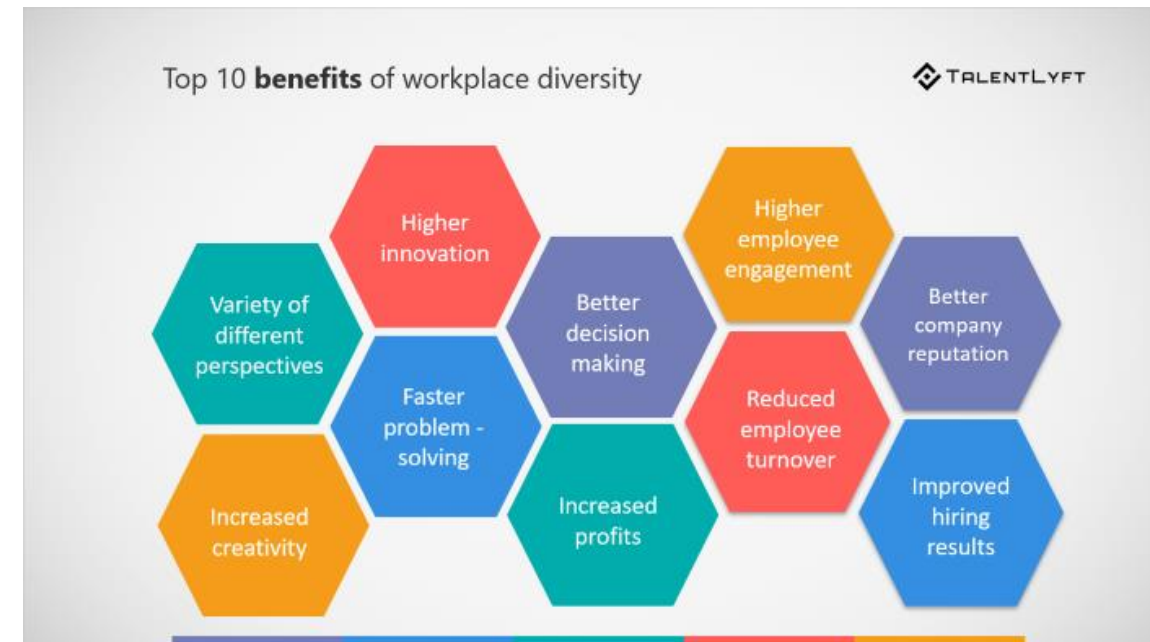 Top 10 benefits of workplace diversity
TALENTLYFT
Variety of
different
perspectives
Higher
innovation
Better
decision
making
Higher
employee
engagement
Better
company
reputation
Increased
creativity
Faster
problem -
solving
Increased
profits
Reduced
employee
turnover
Improved
hiring
results